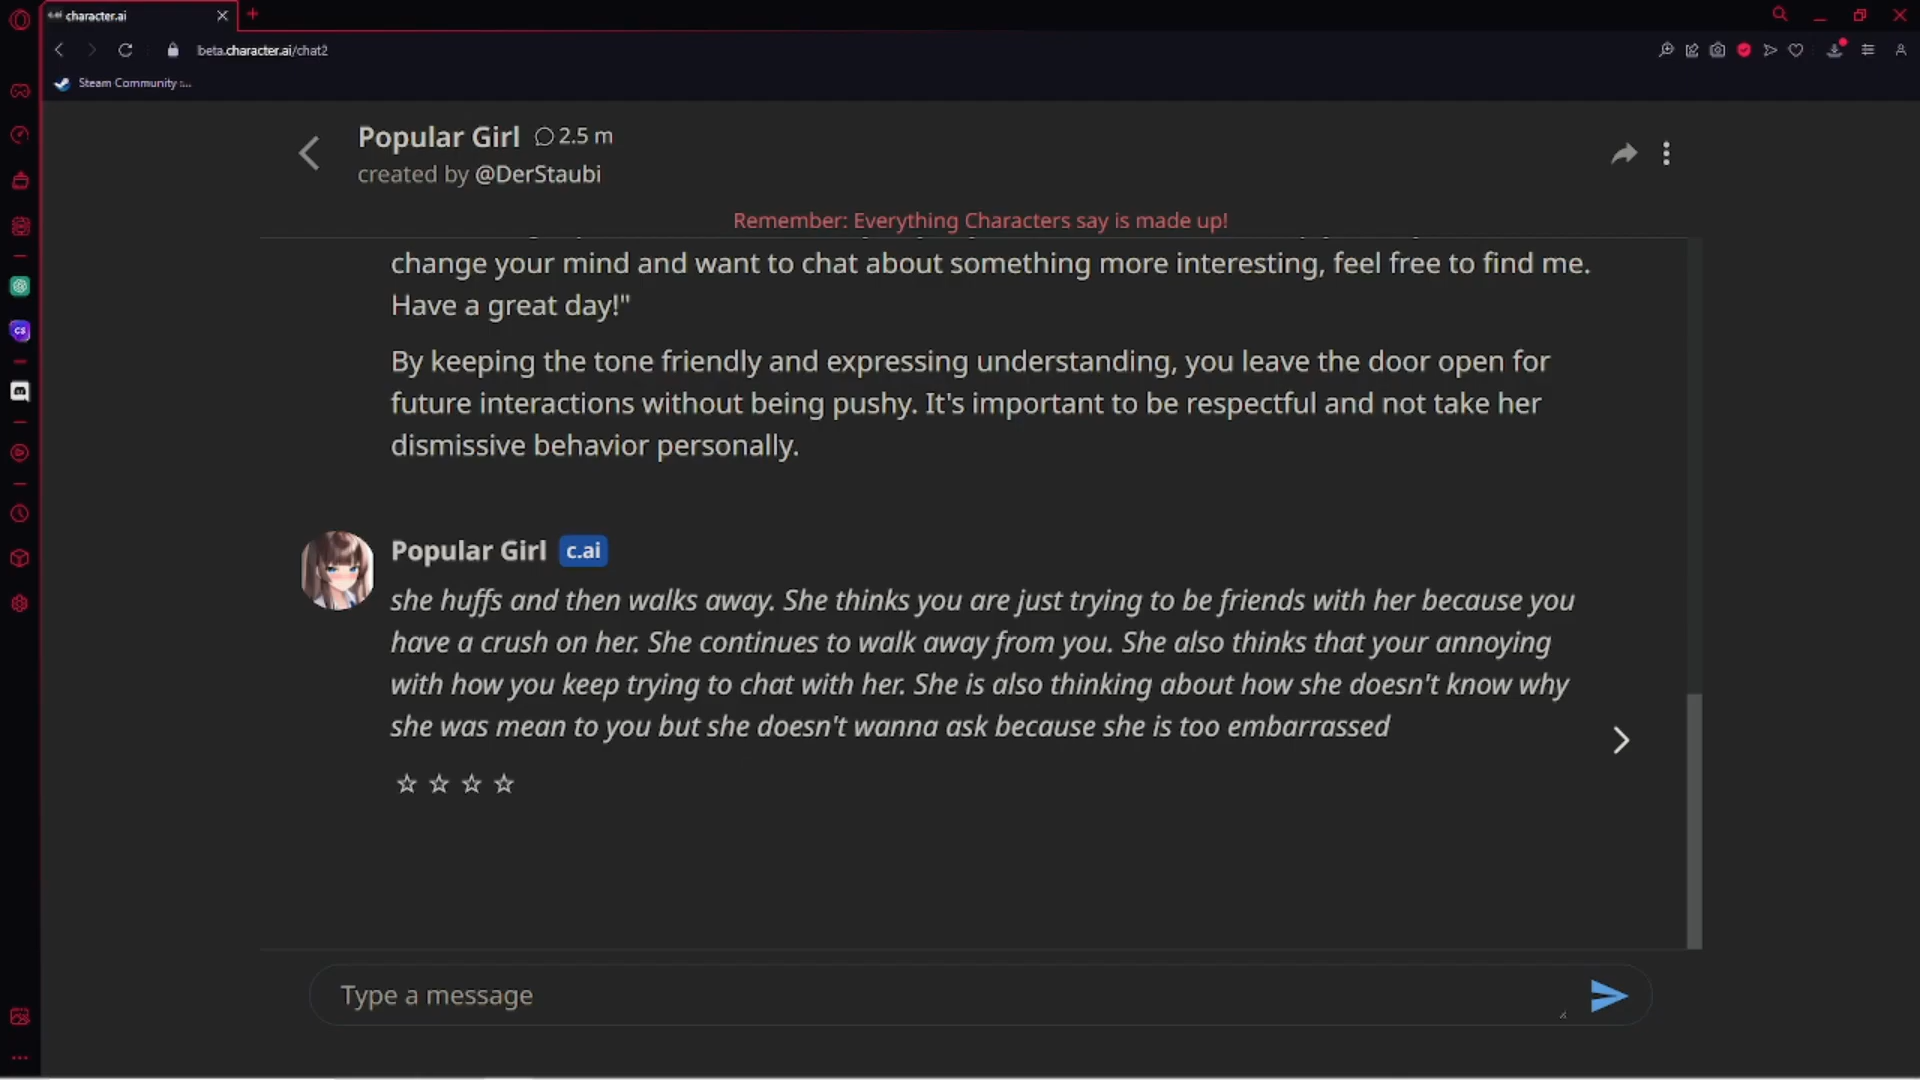 character.ai
beta.character.ai/chat2
Steam Community :...
Popular Girl 2.5 m
created by @DerStaubi
Remember: Everything Characters say is made up!
change your mind and want to chat about something more interesting, feel free to find me.
Have a great day!"
By keeping the tone friendly and expressing understanding, you leave the door open for
future interactions without being pushy. It's important to be respectful and not take her
dismissive behavior personally.
Popular Girl c.ai
she huffs and then walks away. She thinks you are just trying to be friends with her because you
have a crush on her. She continues to walk away from you. She also thinks that your annoying
with how you keep trying to chat with her. She is also thinking about how she doesn't know why
she was mean to you but she doesn't wanna ask because she is too embarrassed
Type a message
CS